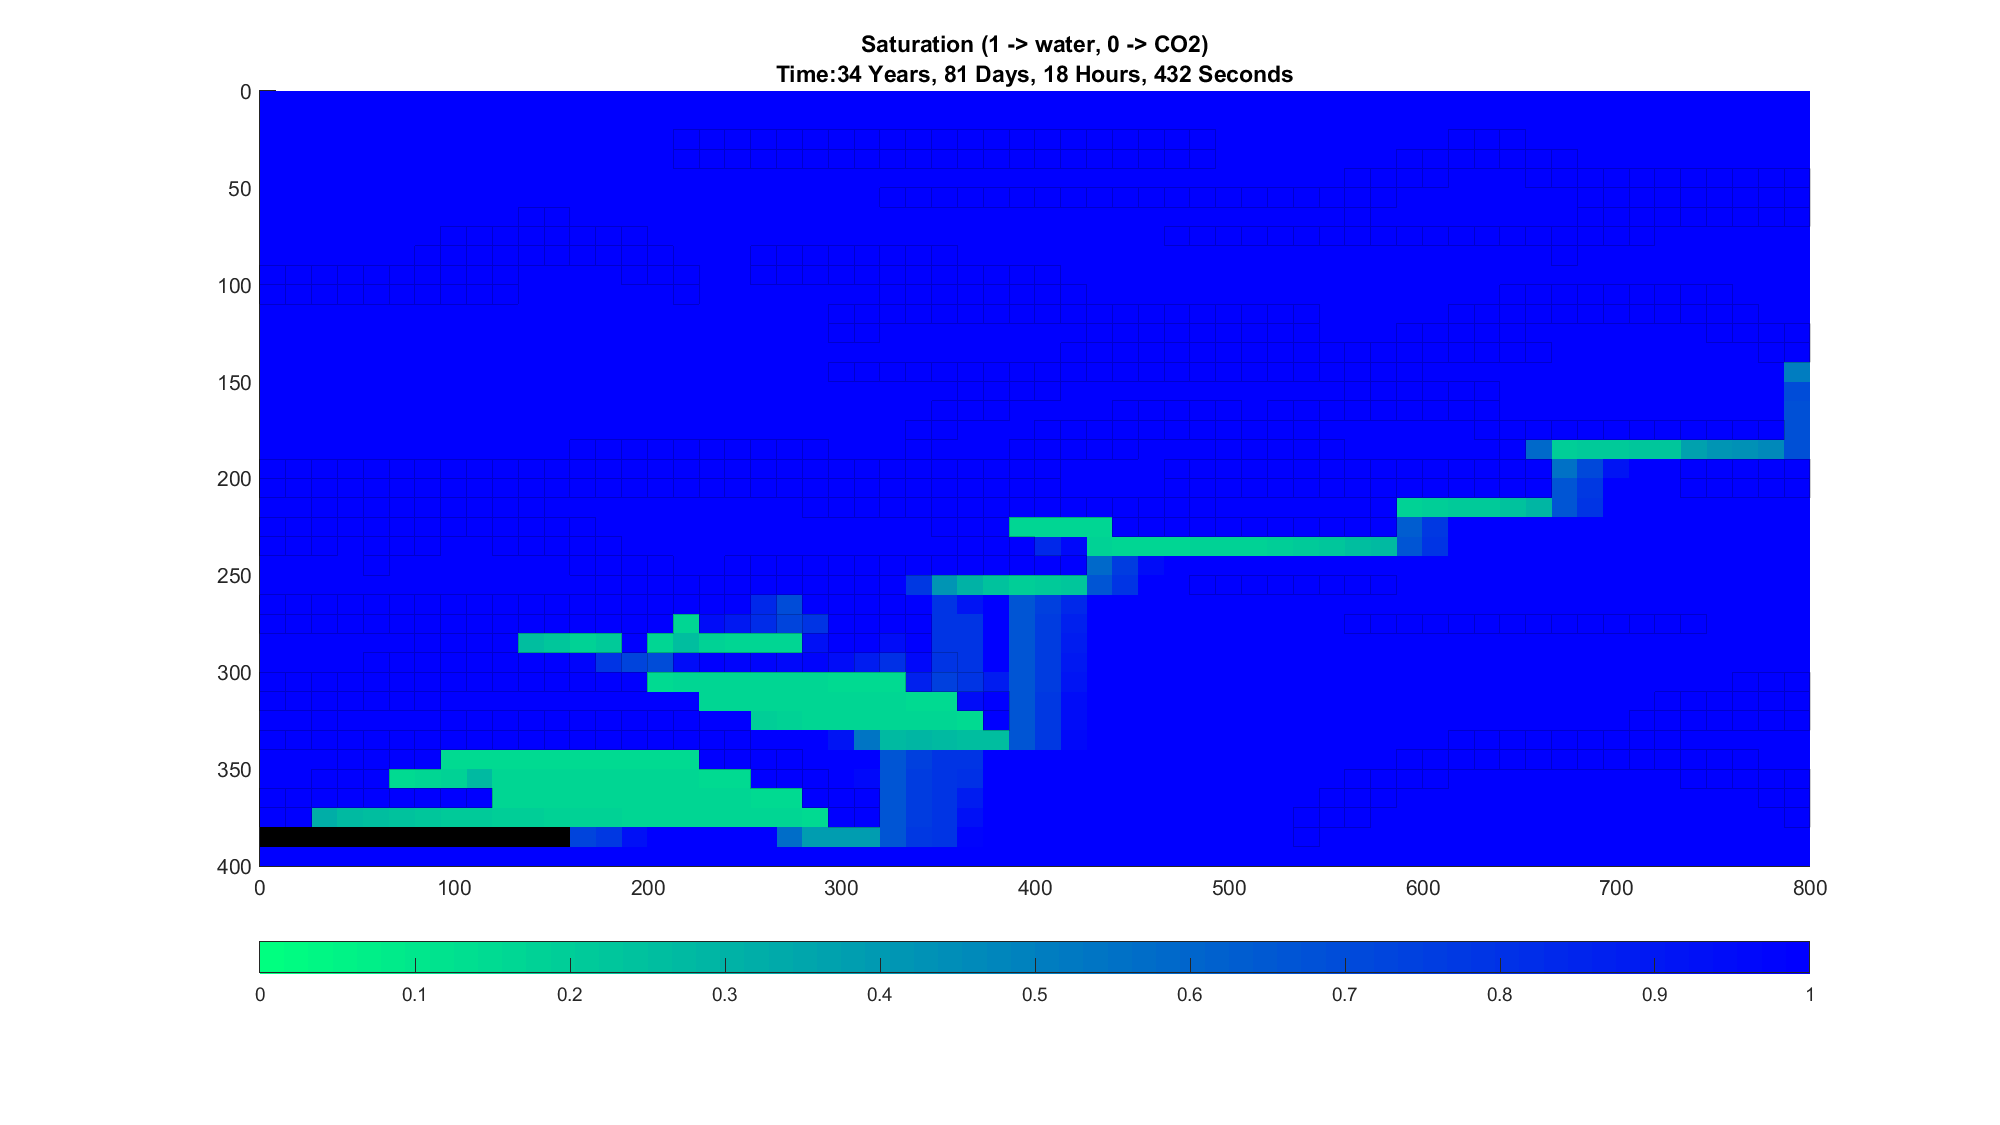 Saturation (1 -> water, 0 -> CO2)
Time:34 Years, 81 Days, 18 Hours, 432 Seconds
0
50
100
150
200
250
300
350
400
0 100 200 300 400 500 600 700 800
0 0.1 0.2 0.3 0.4 0.5 0.6 0.7 0.8 0.9 1